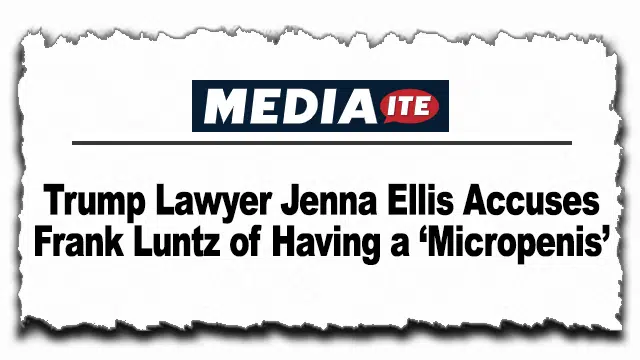 MEDIAITE
Trump Lawyer Jenna Ellis Accuses
Frank Luntz of Having a ‘Micropenis’